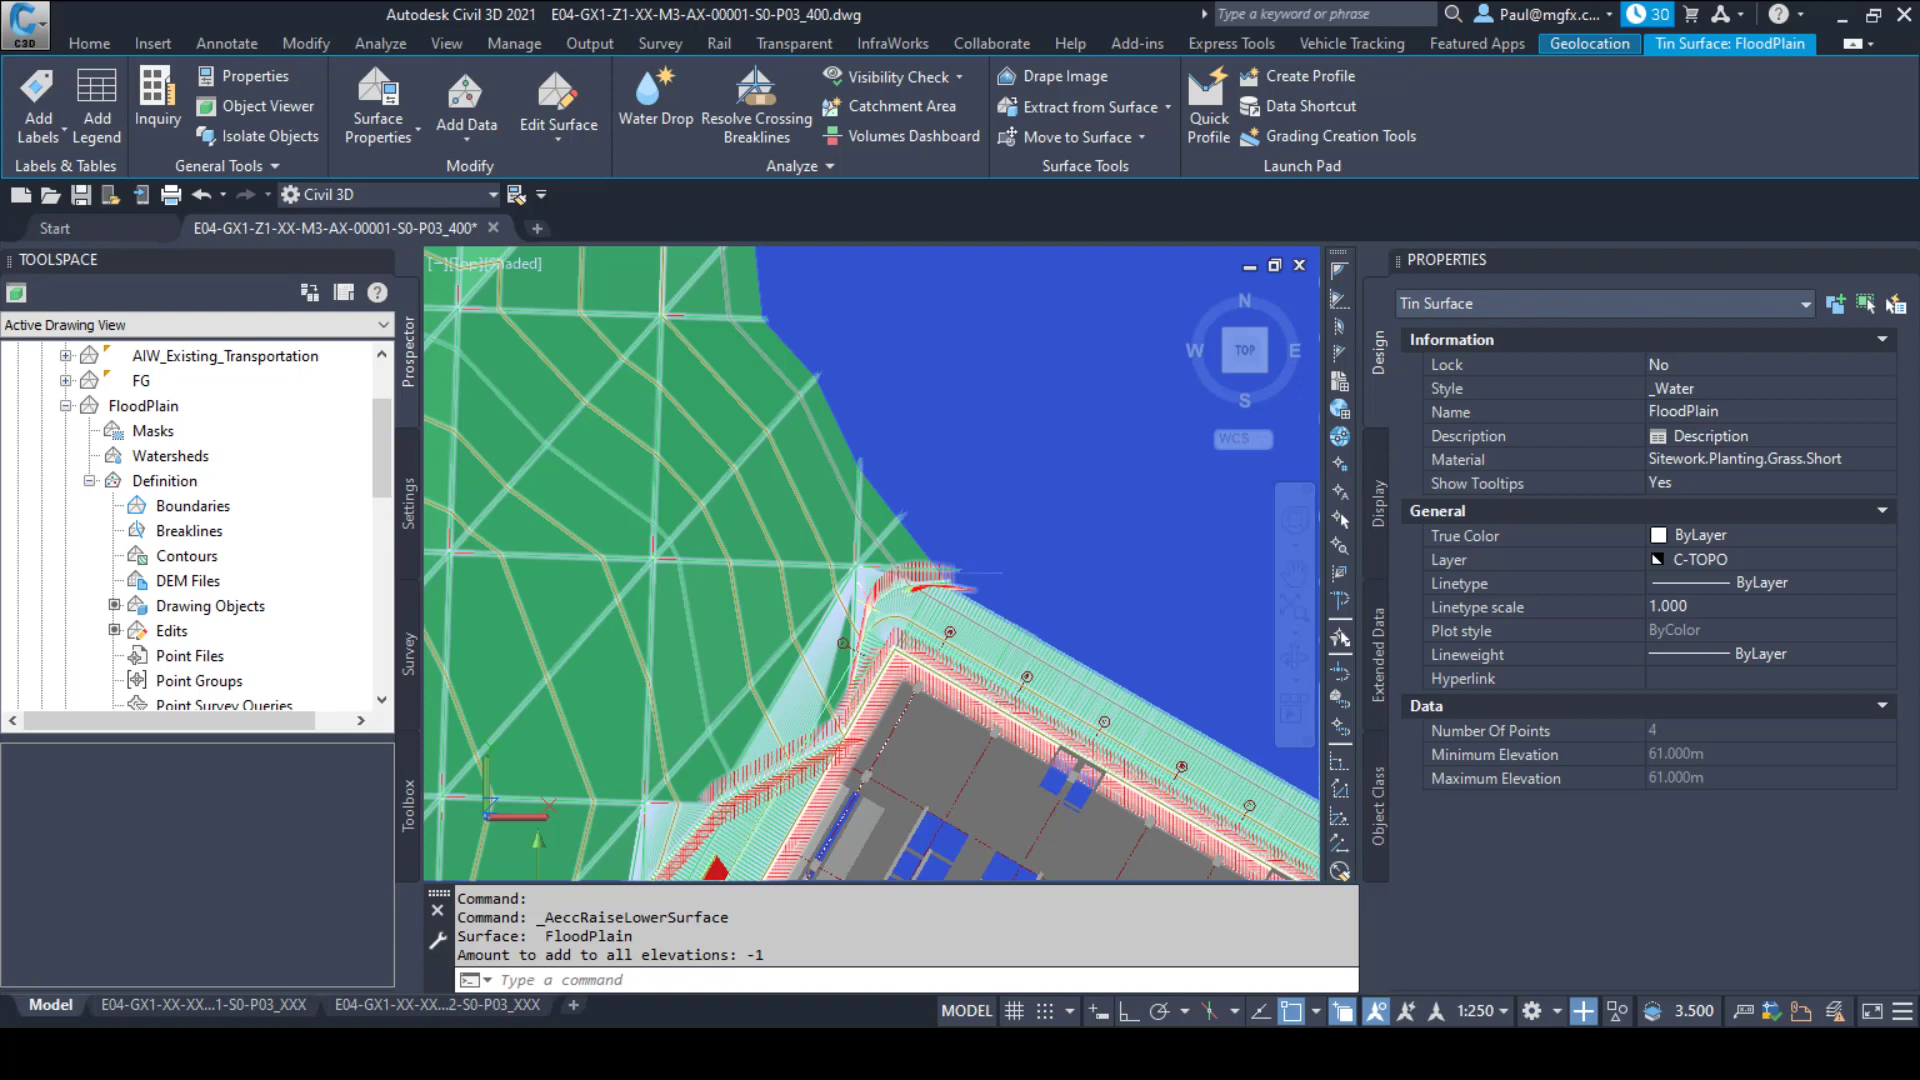 Autodesk Civil 3D 2021 E04-GX1-Z1-XX-M3-AX-00001-S0-P03_400.dwg
Type a keyword or phrase
Paul@mgfx.c...
30
C3D
Home Insert Annotate Modify Analyze View Manage Output Survey Rail Transparent InfraWorks Collaborate Help Add-ins Express Tools Vehicle Tracking Featured Apps Geolocation Tin Surface: FloodPlain
Add Labels
Add Legend
Labels & Tables
Inquiry
Properties
Object Viewer
Isolate Objects
General Tools
Surface Properties
Add Data
Edit Surface
Modify
Water Drop
Resolve Crossing Breaklines
Visibility Check
Catchment Area
Volumes Dashboard
Analyze
Drape Image
Extract from Surface
Move to Surface
Surface Tools
Quick Profile
Create Profile
Data Shortcut
Grading Creation Tools
Launch Pad
Civil 3D
Start
E04-GX1-Z1-XX-M3-AX-00001-S0-P03_400*
TOOLSPACE
Active Drawing View
AIW_Existing_Transportation
FG
FloodPlain
Masks
Watersheds
Definition
Boundaries
Breaklines
Contours
DEM Files
Drawing Objects
Edits
Point Files
Point Groups
Point Survey Queries
Prospector
Settings
Survey
Toolbox
[−][Top][Shaded]
N
W
TOP
E
S
WCS
Command:
Command: _AeccRaiseLowerSurface
Surface: FloodPlain
Amount to add to all elevations: -1
Type a command
Design
Display
Extended Data
Object Class
PROPERTIES
Tin Surface
Information
Lock No
Style _Water
Name FloodPlain
Description Description
Material Sitework.Planting.Grass.Short
Show Tooltips Yes
General
True Color ByLayer
Layer C-TOPO
Linetype ByLayer
Linetype scale 1.000
Plot style ByColor
Lineweight ByLayer
Hyperlink
Data
Number Of Points 4
Minimum Elevation 61.000m
Maximum Elevation 61.000m
Model E04-GX1-XX-XX...1-S0-P03_XXX E04-GX1-XX-XX...2-S0-P03_XXX
MODEL
1:250
3.500